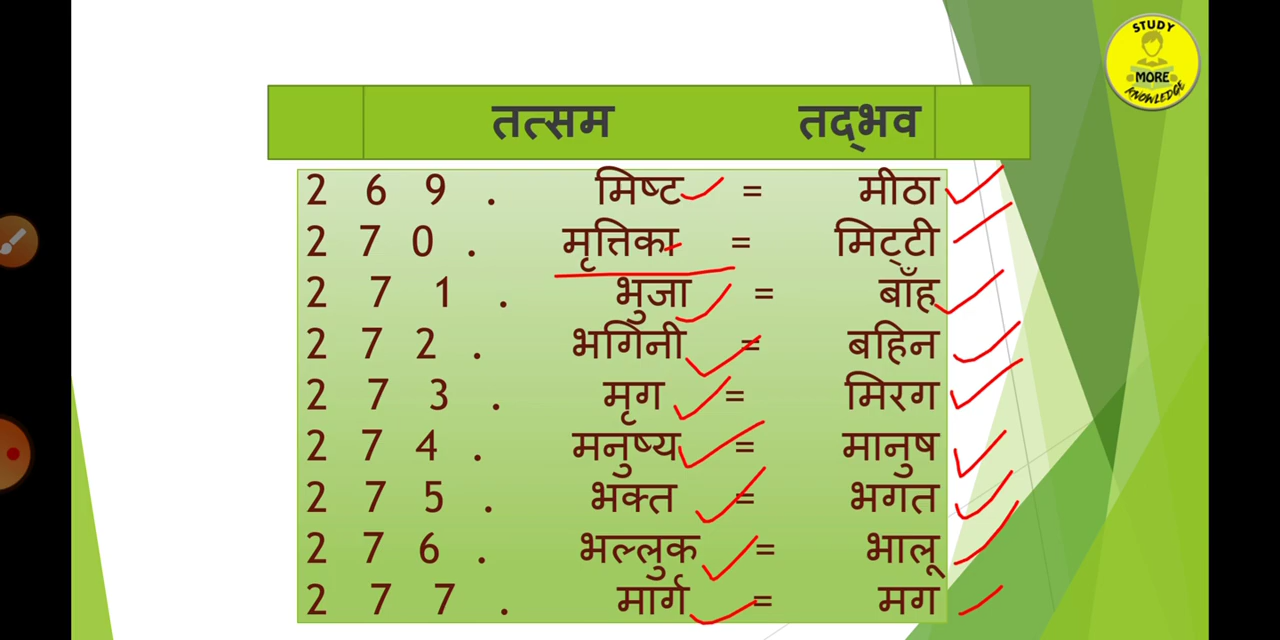 STUDY
MORE
KNOWLEDGE
तत्सम तद्भव
2 6 9 . मिष्ट = मीठा
2 7 0 . मृत्तिका = मिट्टी
2 7 1 . भुजा = बाँह
2 7 2 . भगिनी = बहिन
2 7 3 . मृग = मिरग
2 7 4 . मनुष्य = मानुष
2 7 5 . भक्त = भगत
2 7 6 . भल्लुक = भालू
2 7 7 . मार्ग = मग